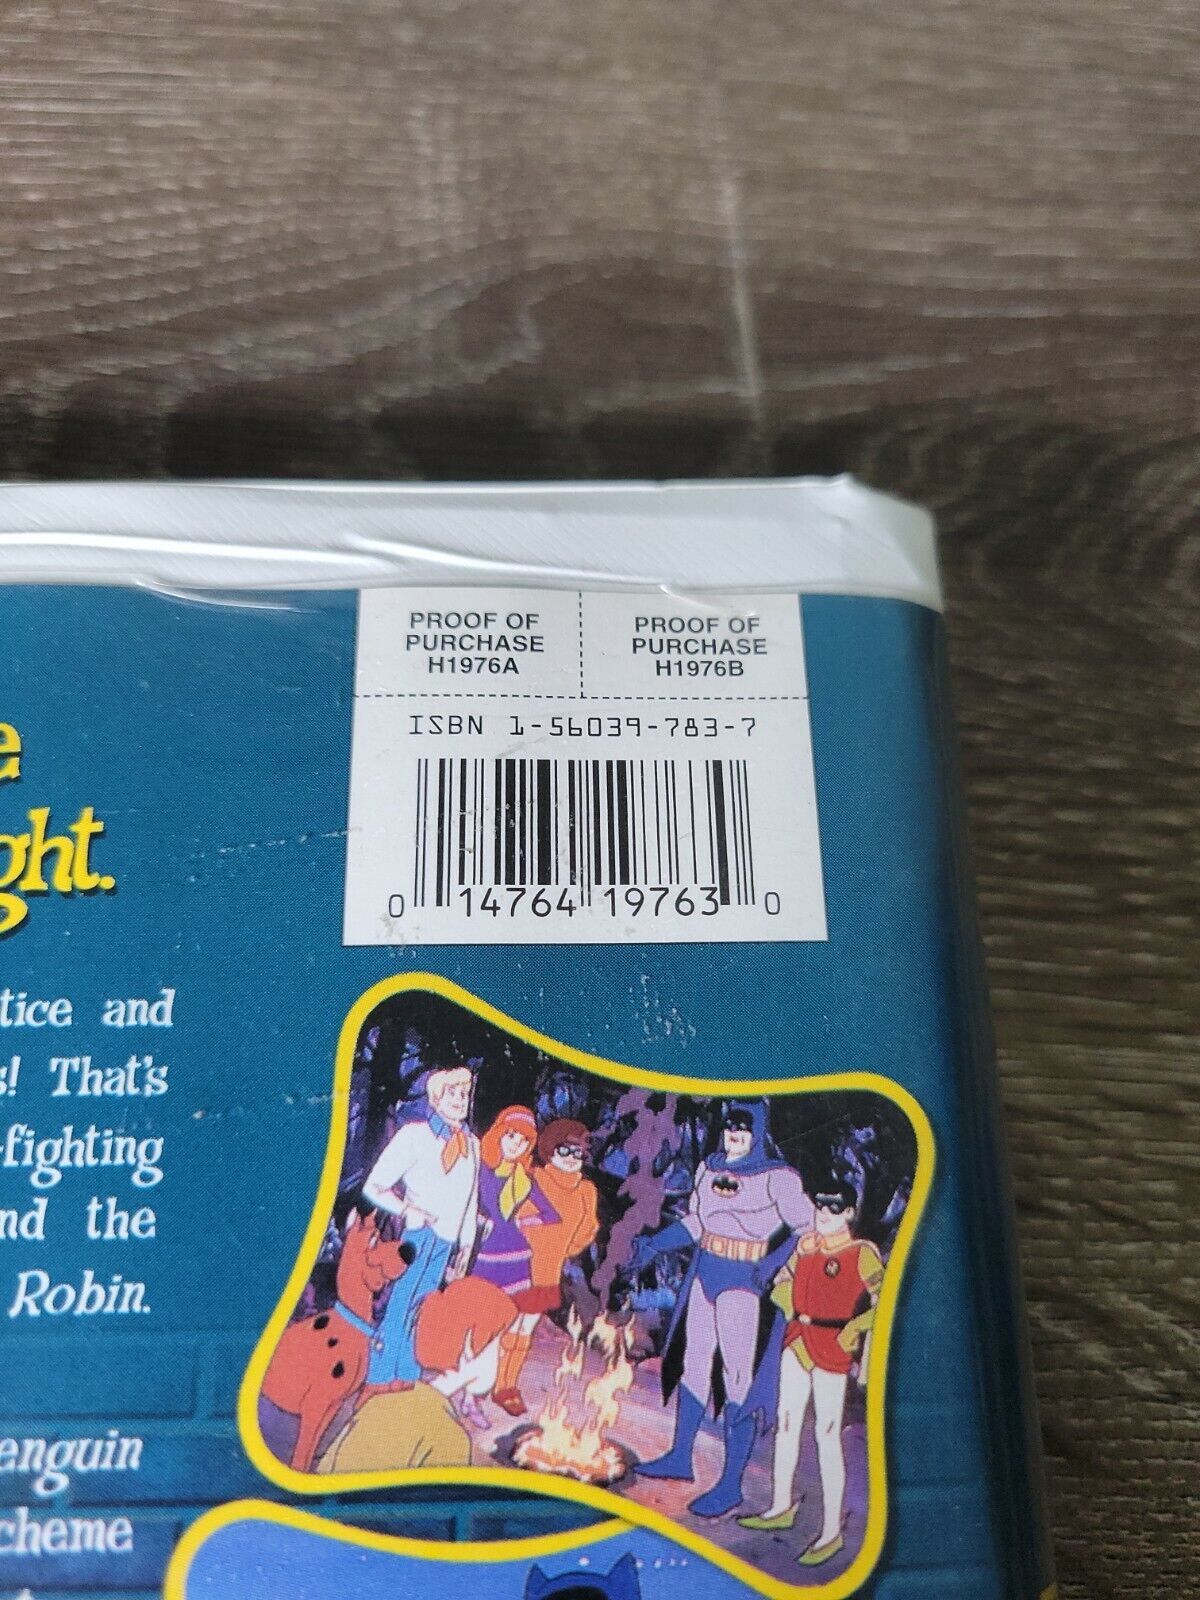 PROOF OF
PURCHASE
H1976A
PROOF OF
PURCHASE
H1976B
ISBN 1-56039-783-7
0 14764 19763 0
e
ght.
tice and
s! That's
-fighting
nd the
Robin.
enguin
cheme